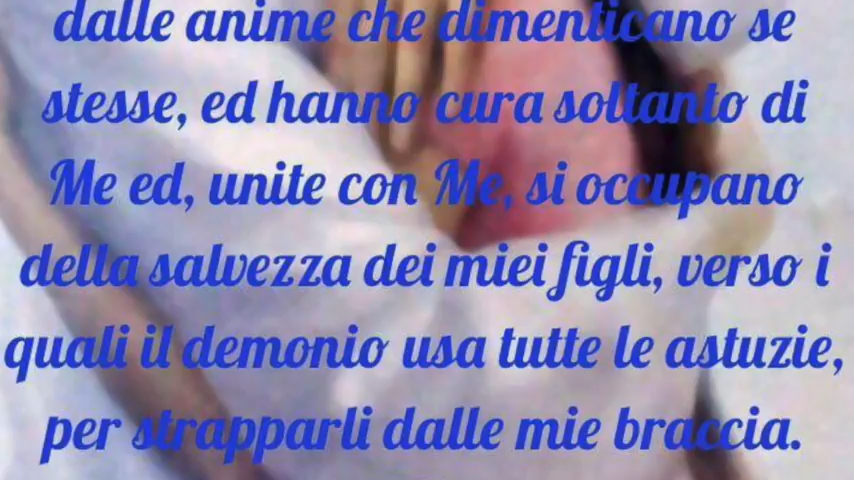 dalle anime che dimenticano se
stesse, ed hanno cura soltanto di
Me ed, unite con Me, si occupano
della salvezza dei miei figli, verso i
quali il demonio usa tutte le astuzie,
per strapparli dalle mie braccia.